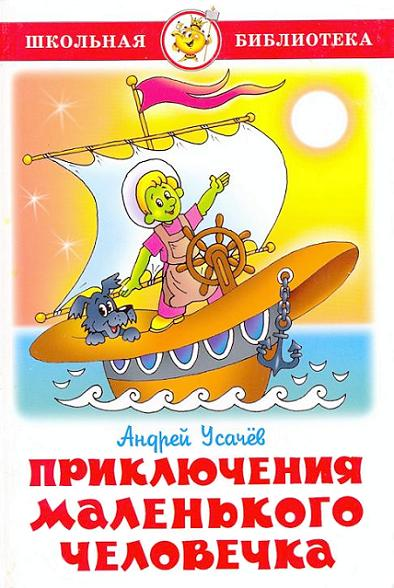 ШКОЛЬНАЯ БИБЛИОТЕКА
Андрей Усачёв
ПРИКЛЮЧЕНИЯ
МАЛЕНЬКОГО
ЧЕЛОВЕЧКА